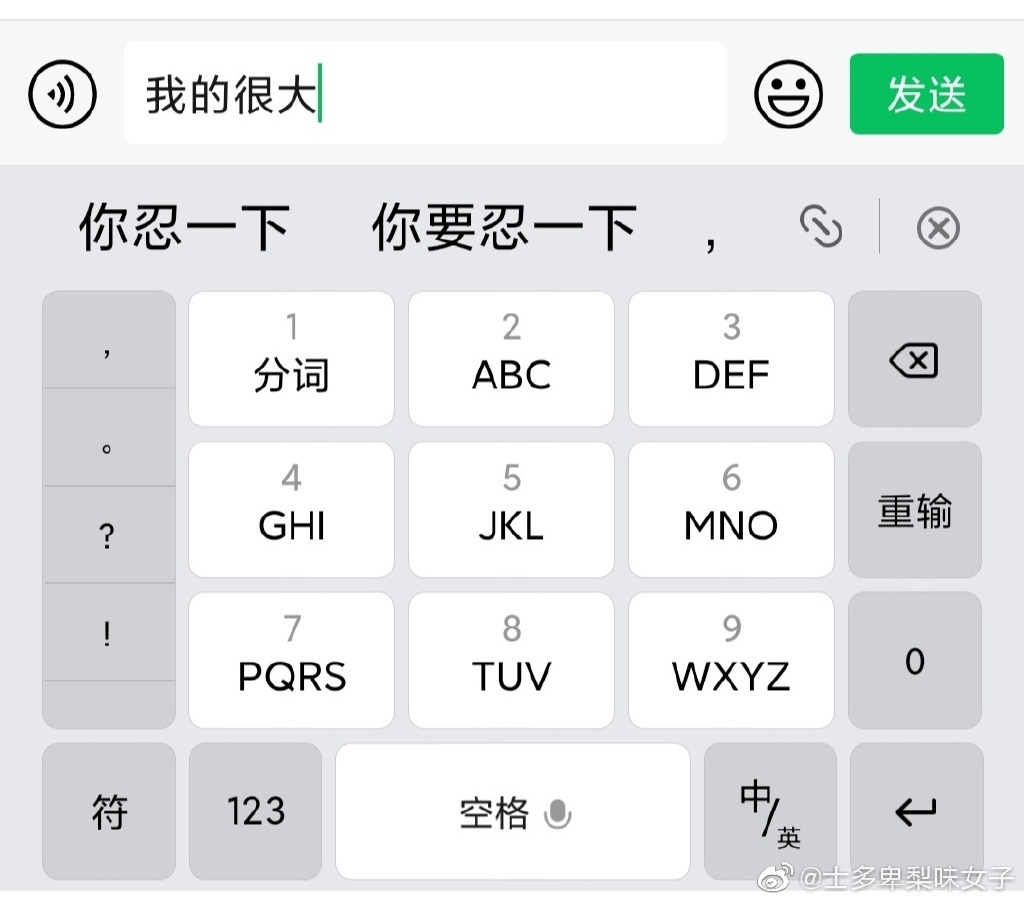 我的很大
发送
你忍一下 你要忍一下 ,
, 1 2 3
分词 ABC DEF
。 4 5 6
? GHI JKL MNO 重输
! 7 8 9
PQRS TUV WXYZ 0
符 123 空格 中/英
@士多卑梨味女子